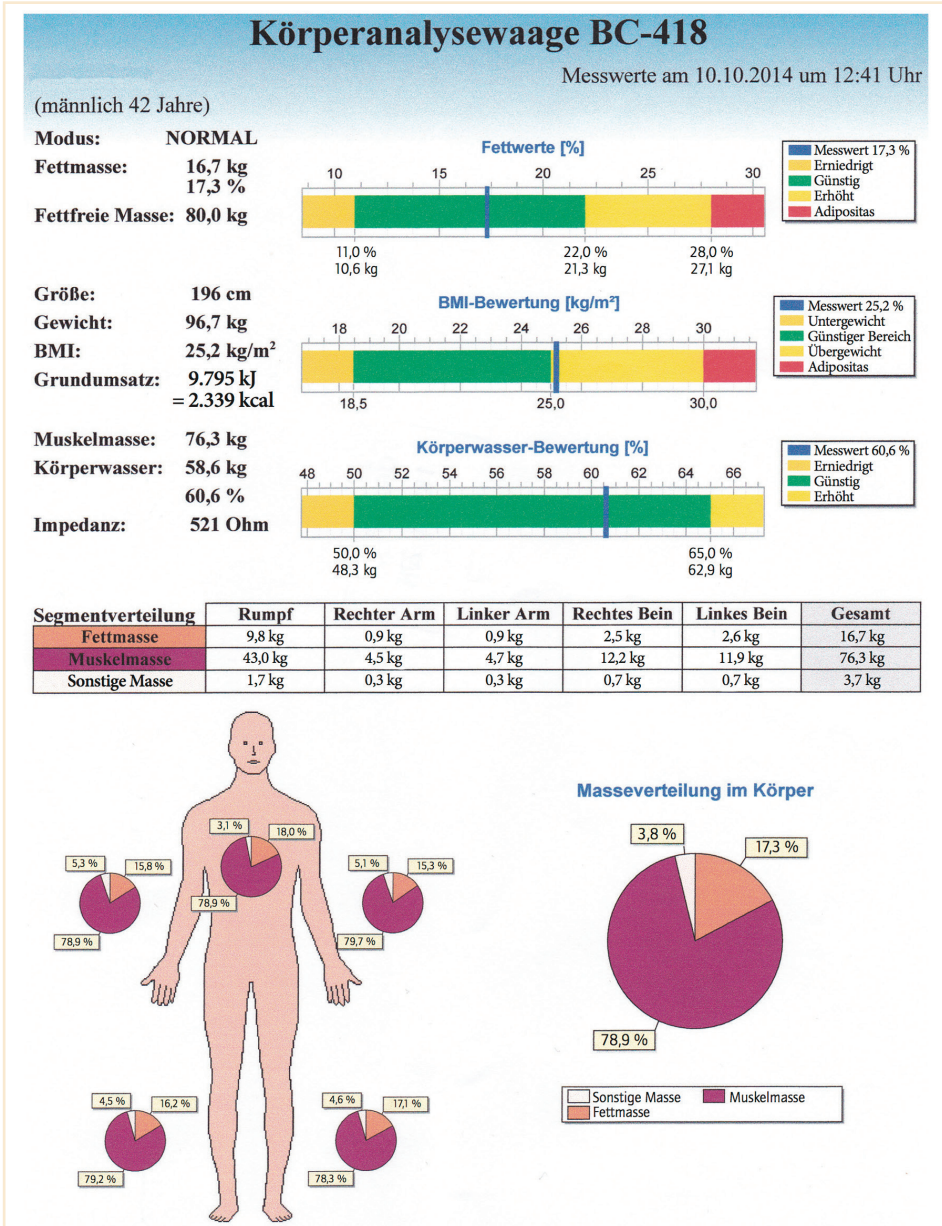 Körperanalysewaage BC-418
Messwerte am 10.10.2014 um 12:41 Uhr
(männlich 42 Jahre)
Modus: NORMAL
Fettmasse: 16,7 kg
17,3 %
Fettfreie Masse: 80,0 kg
Fettwerte [%]
10 15 20 25 30
11,0 % 22,0 % 28,0 %
10,6 kg 21,3 kg 27,1 kg
Messwert 17,3 %
Erniedrigt
Günstig
Erhöht
Adipositas
Größe: 196 cm
Gewicht: 96,7 kg
BMI: 25,2 kg/m²
Grundumsatz: 9.795 kJ
= 2.339 kcal
BMI-Bewertung [kg/m²]
18 20 22 24 26 28 30
18,5 25,0 30,0
Messwert 25,2 %
Untergewicht
Günstiger Bereich
Übergewicht
Adipositas
Muskelmasse: 76,3 kg
Körperwasser: 58,6 kg
60,6 %
Impedanz: 521 Ohm
Körperwasser-Bewertung [%]
48 50 52 54 56 58 60 62 64 66
50,0 % 65,0 %
48,3 kg 62,9 kg
Messwert 60,6 %
Erniedrigt
Günstig
Erhöht
Segmentverteilung Rumpf Rechter Arm Linker Arm Rechtes Bein Linkes Bein Gesamt
Fettmasse 9,8 kg 0,9 kg 0,9 kg 2,5 kg 2,6 kg 16,7 kg
Muskelmasse 43,0 kg 4,5 kg 4,7 kg 12,2 kg 11,9 kg 76,3 kg
Sonstige Masse 1,7 kg 0,3 kg 0,3 kg 0,7 kg 0,7 kg 3,7 kg
3,1 % 18,0 %
78,9 %
5,3 % 15,8 %
78,9 %
5,1 % 15,3 %
79,7 %
4,5 % 16,2 %
79,2 %
4,6 % 17,1 %
78,3 %
Masseverteilung im Körper
3,8 % 17,3 %
78,9 %
Sonstige Masse Muskelmasse
Fettmasse